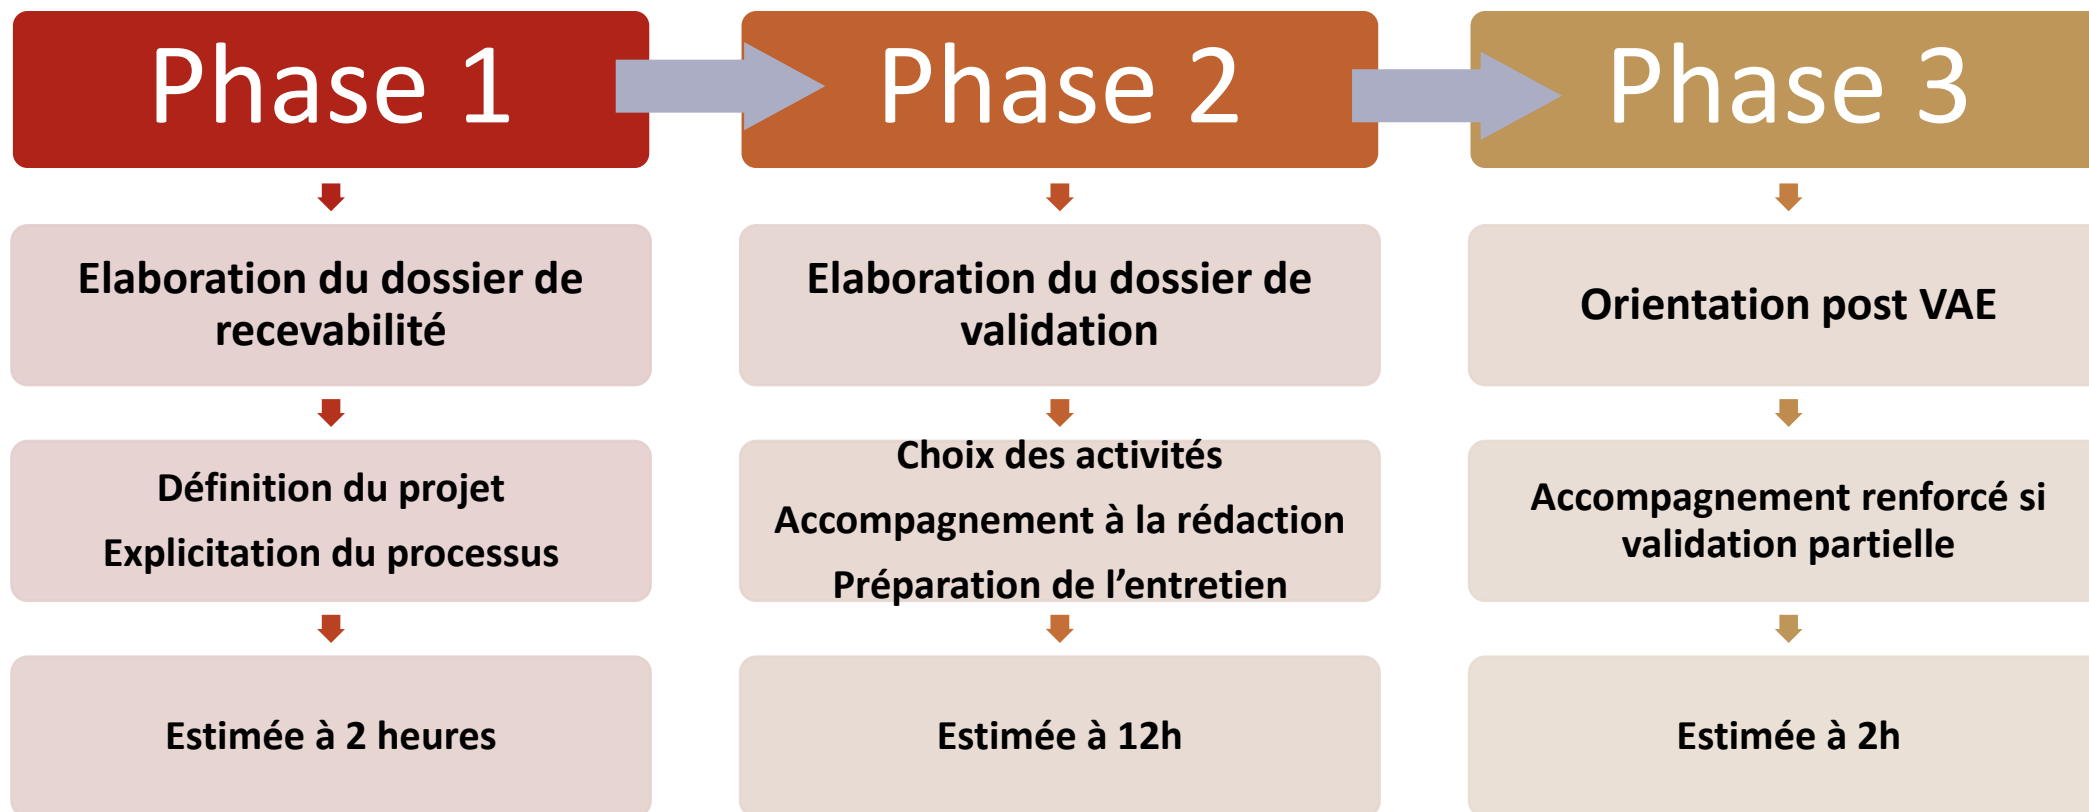 Phase 1
Elaboration du dossier de
recevabilité
Définition du projet
Explicitation du processus
Estimée à 2 heures
Phase 2
Elaboration du dossier de
validation
Choix des activités
Accompagnement à la rédaction
Préparation de l’entretien
Estimée à 12h
Phase 3
Orientation post VAE
Accompagnement renforcé si
validation partielle
Estimée à 2h